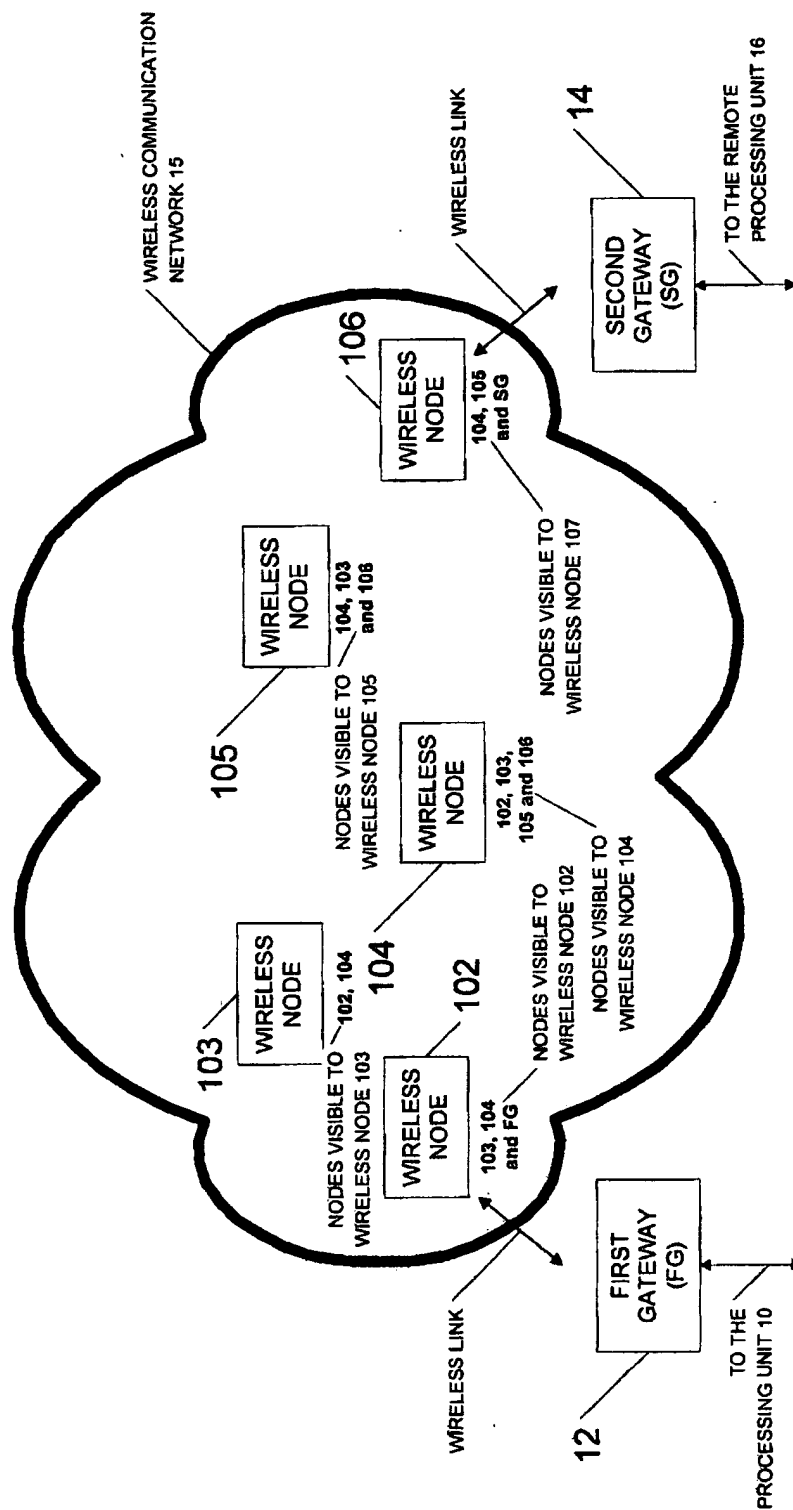 WIRELESS COMMUNICATION
NETWORK 15
103
WIRELESS
NODE
102, 104
NODES VISIBLE TO
WIRELESS NODE 103
105
WIRELESS
NODE
104, 103
and 106
NODES VISIBLE TO
WIRELESS NODE 105
106
WIRELESS
NODE
104, 105
and SG
NODES VISIBLE TO
WIRELESS NODE 107
WIRELESS LINK
104
WIRELESS
NODE
102, 103,
105 and 106
NODES VISIBLE TO
WIRELESS NODE 104
102
WIRELESS
NODE
103, 104
and FG
NODES VISIBLE TO
WIRELESS NODE 102
WIRELESS LINK
12
FIRST
GATEWAY
(FG)
TO THE
PROCESSING UNIT 10
14
SECOND
GATEWAY
(SG)
TO THE REMOTE
PROCESSING UNIT 16